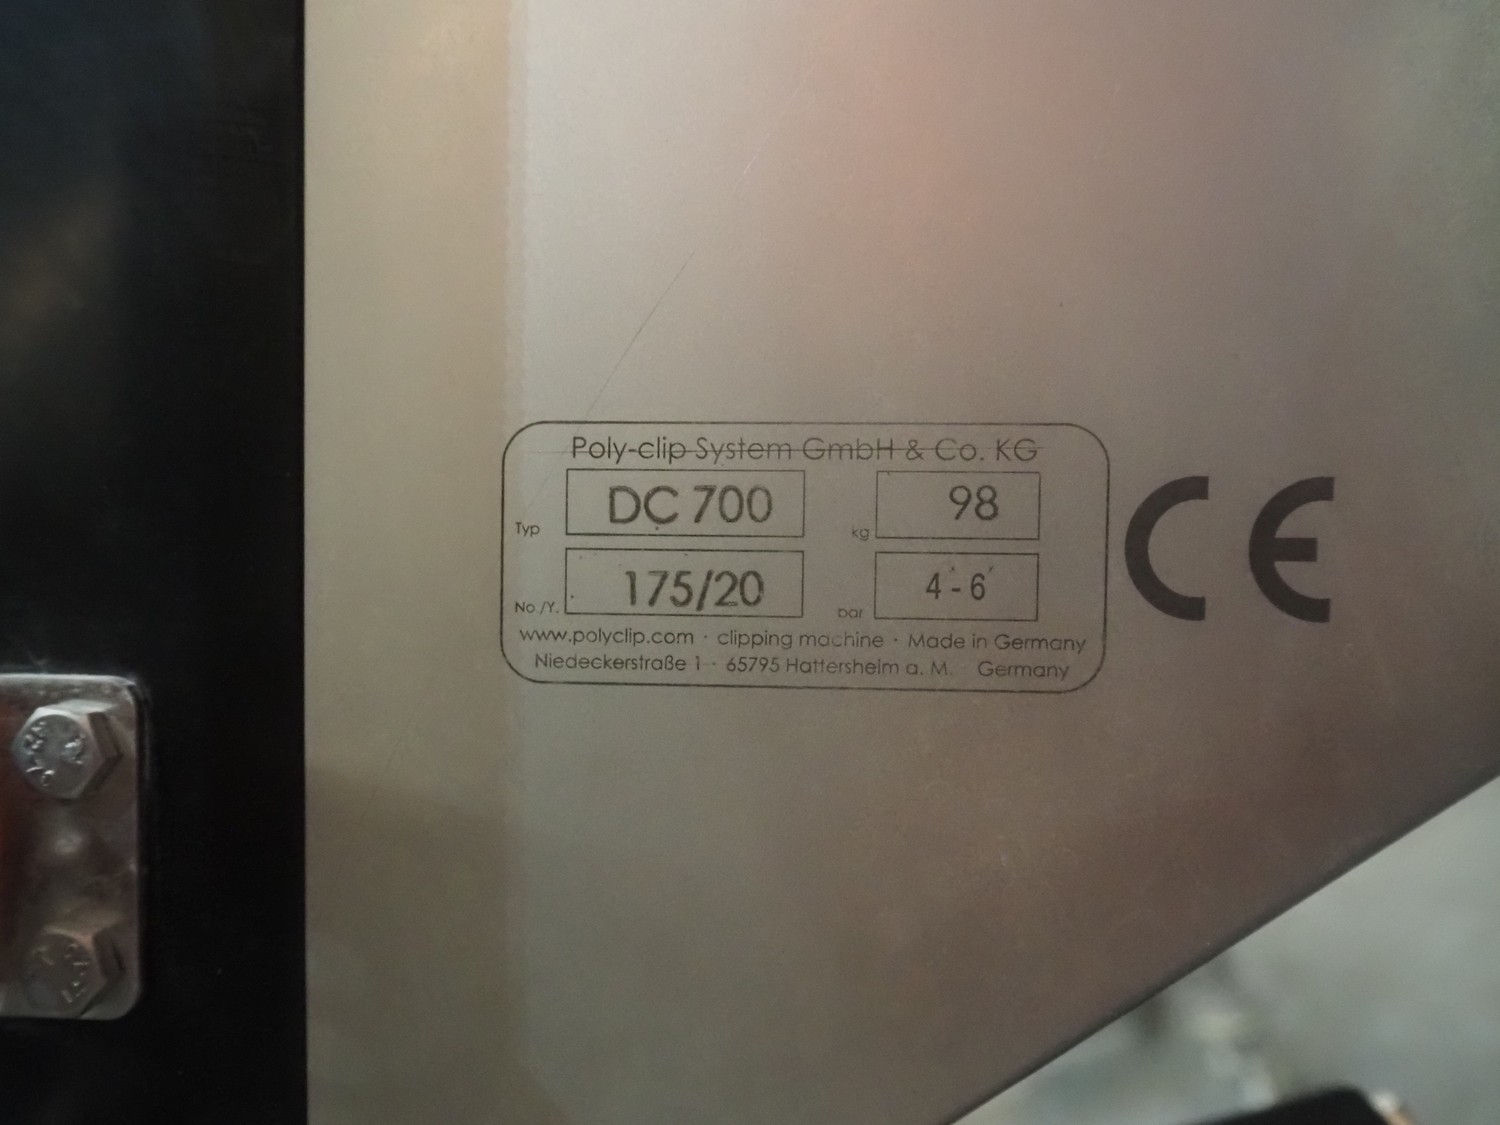 Poly-clip System GmbH & Co. KG
Typ DC 700 kg 98
No./Y. 175/20 bar 4 - 6
www.polyclip.com · clipping machine · Made in Germany
Niedeckerstraße 1 · 65795 Hattersheim a. M. Germany
CE